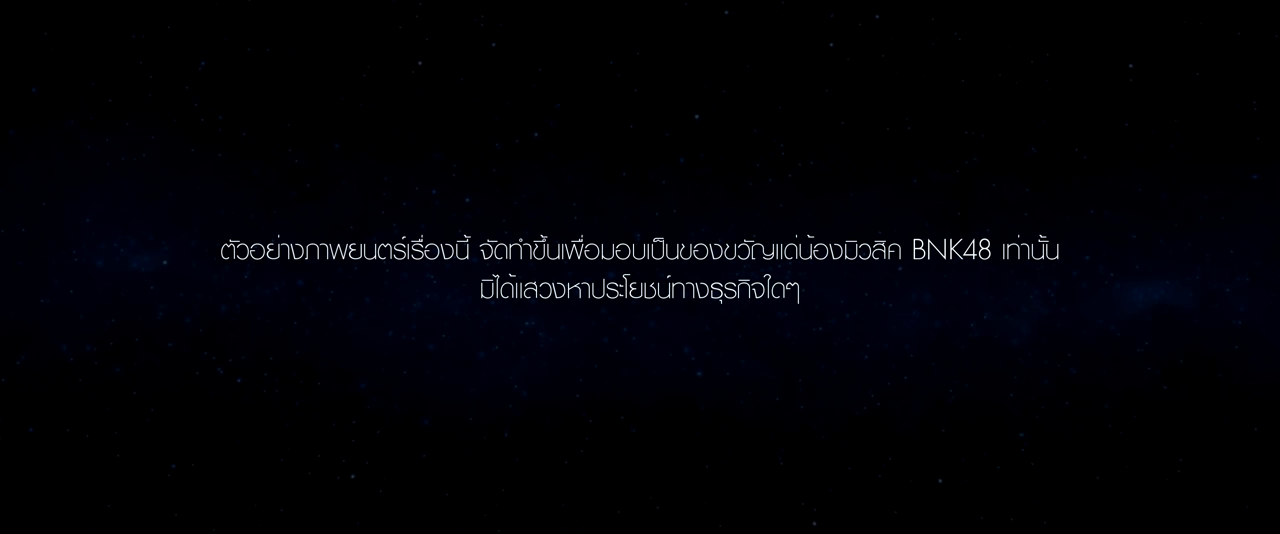 ตัวอย่างภาพยนตร์เรื่องนี้ จัดทำขึ้นเพื่อมอบเป็นของขวัญแด่น้องมิวสิค BNK48 เท่านั้น
มิได้แสวงหาประโยชน์ทางธุรกิจใดๆ